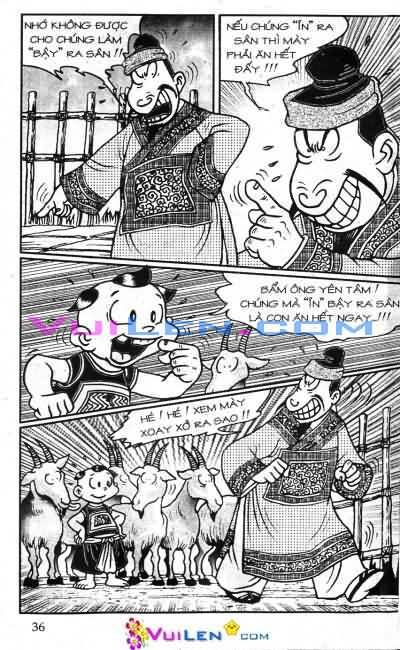 NHỚ KHÔNG ĐƯỢC
CHO CHÚNG LÀM
"BẬY" RA SÂN !!
NẾU CHÚNG "ỈN" RA
SÂN THÌ MÀY
PHẢI ĂN HẾT
ĐẤY !!!
BẨM ÔNG YÊN TÂM !
CHÚNG MÀ "ỈN" BẬY RA SÂN
LÀ CON ĂN HẾT NGAY ..!!!
VUILEN.COM
HÊ ! HÊ ! XEM MÀY
XOAY XỞ RA SAO !!
36
VUILEN COM